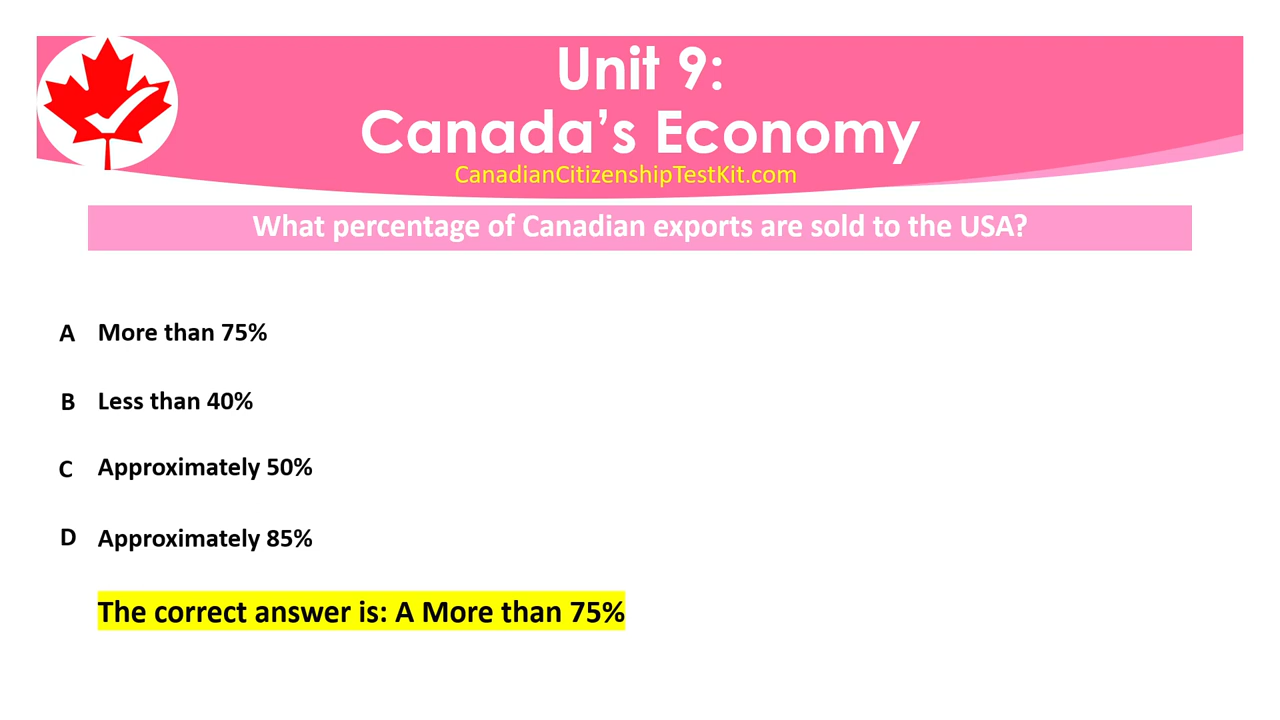 Unit 9:
Canada's Economy
CanadianCitizenshipTestKit.com
What percentage of Canadian exports are sold to the USA?
A More than 75%
B Less than 40%
C Approximately 50%
D Approximately 85%
The correct answer is: A More than 75%